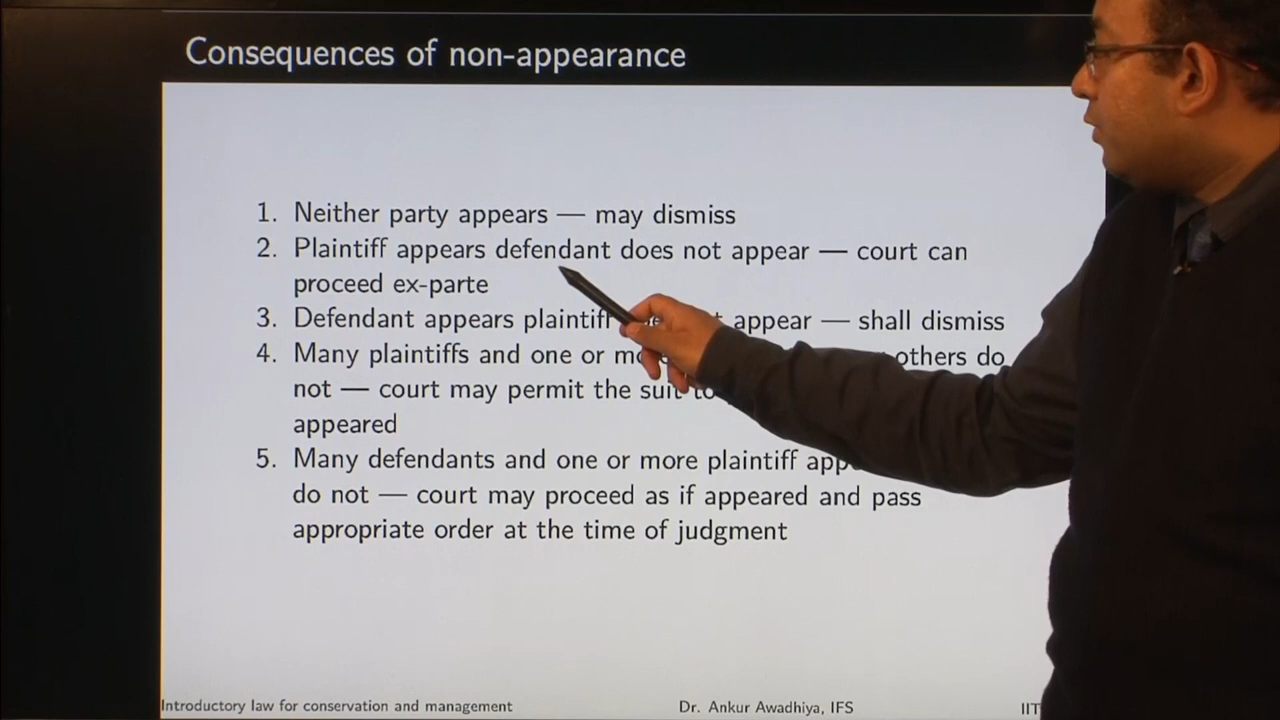 Consequences of non-appearance
1. Neither party appears — may dismiss
2. Plaintiff appears defendant does not appear — court can
proceed ex-parte
3. Defendant appears plaintiff appear — shall dismiss
4. Many plaintiffs and one or others do
not — court may permit the suit to
appeared
5. Many defendants and one or more plaintiff
do not — court may proceed as if appeared and pass
appropriate order at the time of judgment
Introductory law for conservation and management Dr. Ankur Awadhiya, IFS IIT